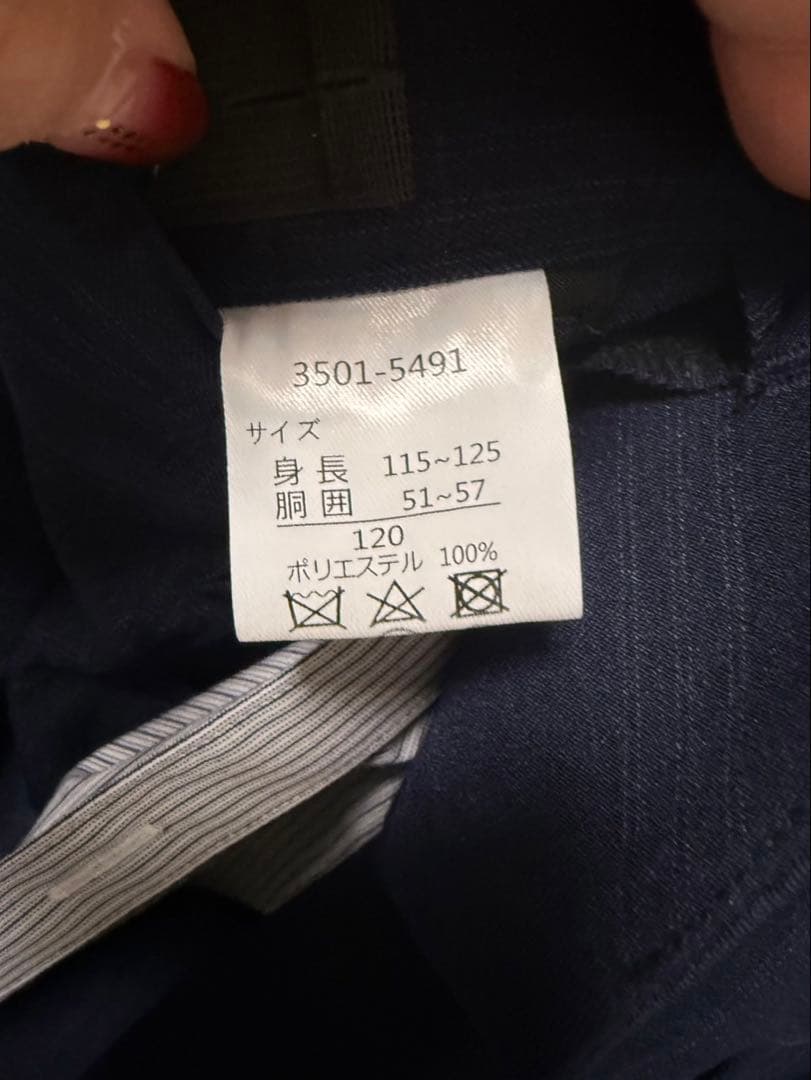 3501-5491
サイズ
身長 115~125
胴囲 51~57
120
ポリエステル 100%